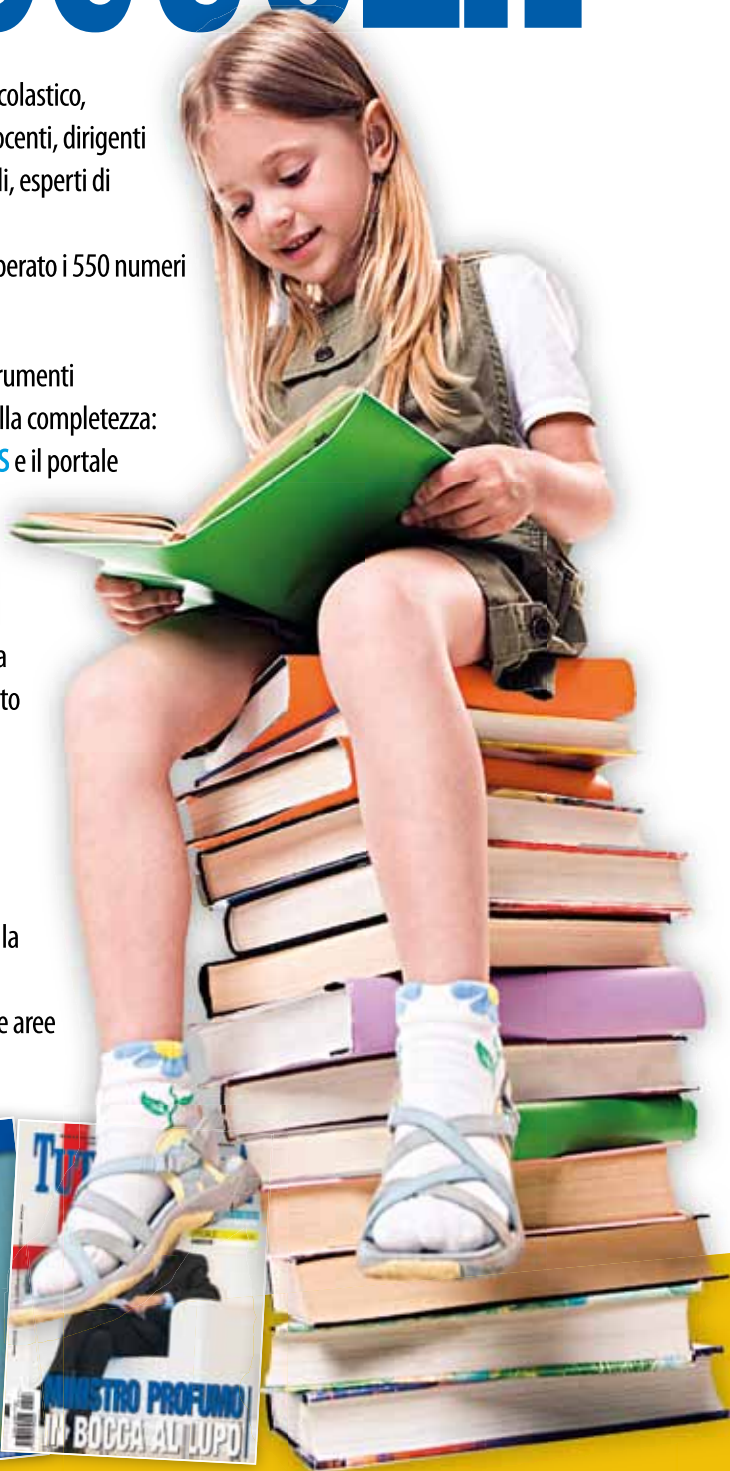 colastico,
ocenti, dirigenti
li, esperti di
perato i 550 numeri
rumenti
lla completezza:
S e il portale
a
to
la
e aree
TUT
MINISTRO PROFUMO
IN BOCCA AL LUPO